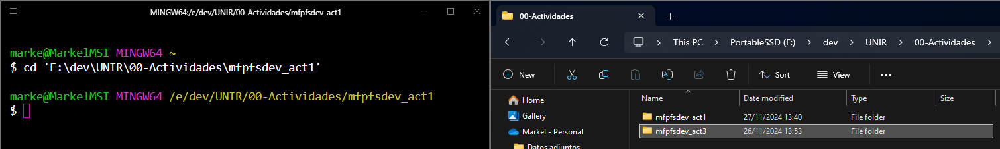 MINGW64:/e/dev/UNIR/00-Actividades/mfpfsdev_act1
marke@MarkelMSI MINGW64 ~
$ cd 'E:\dev\UNIR\00-Actividades\mfpfsdev_act1'
marke@MarkelMSI MINGW64 /e/dev/UNIR/00-Actividades/mfpfsdev_act1
$
00-Actividades
This PC > PortableSSD (E:) > dev > UNIR > 00-Actividades >
New Sort View
Home
Gallery
Markel - Personal
Datos adjuntos
Name Date modified Type Size
mfpfsdev_act1 27/11/2024 13:40 File folder
mfpfsdev_act3 26/11/2024 13:53 File folder